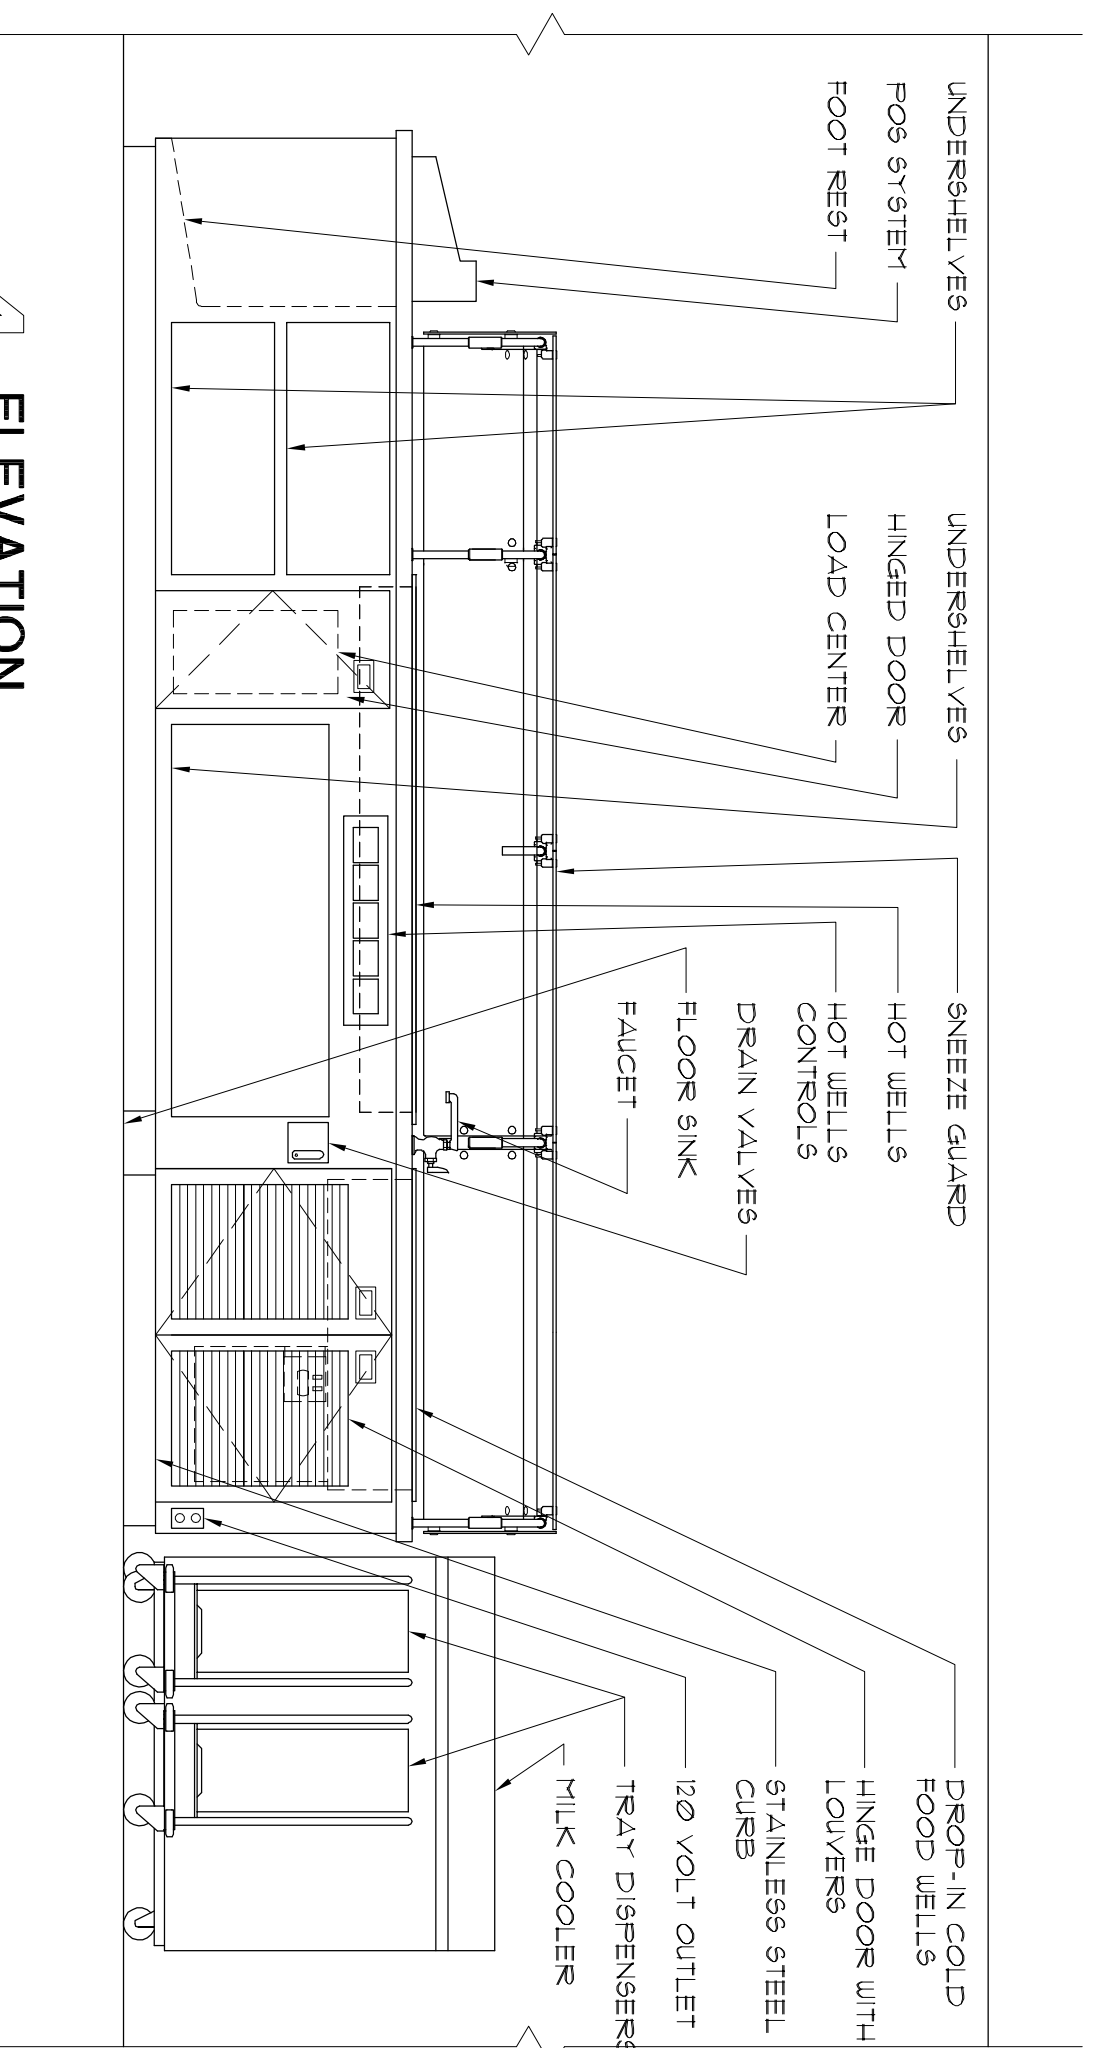 UNDERSHELVES
POS SYSTEM
FOOT REST
UNDERSHELVES
HINGED DOOR
LOAD CENTER
SNEEZE GUARD
HOT WELLS
HOT WELLS
CONTROLS
DRAIN VALVES
FLOOR SINK
FAUCET
DROP-IN COLD
FOOD WELLS
HINGE DOOR WITH
LOUVERS
STAINLESS STEEL
CURB
120 VOLT OUTLET
TRAY DISPENSERS
MILK COOLER
ELEVATION